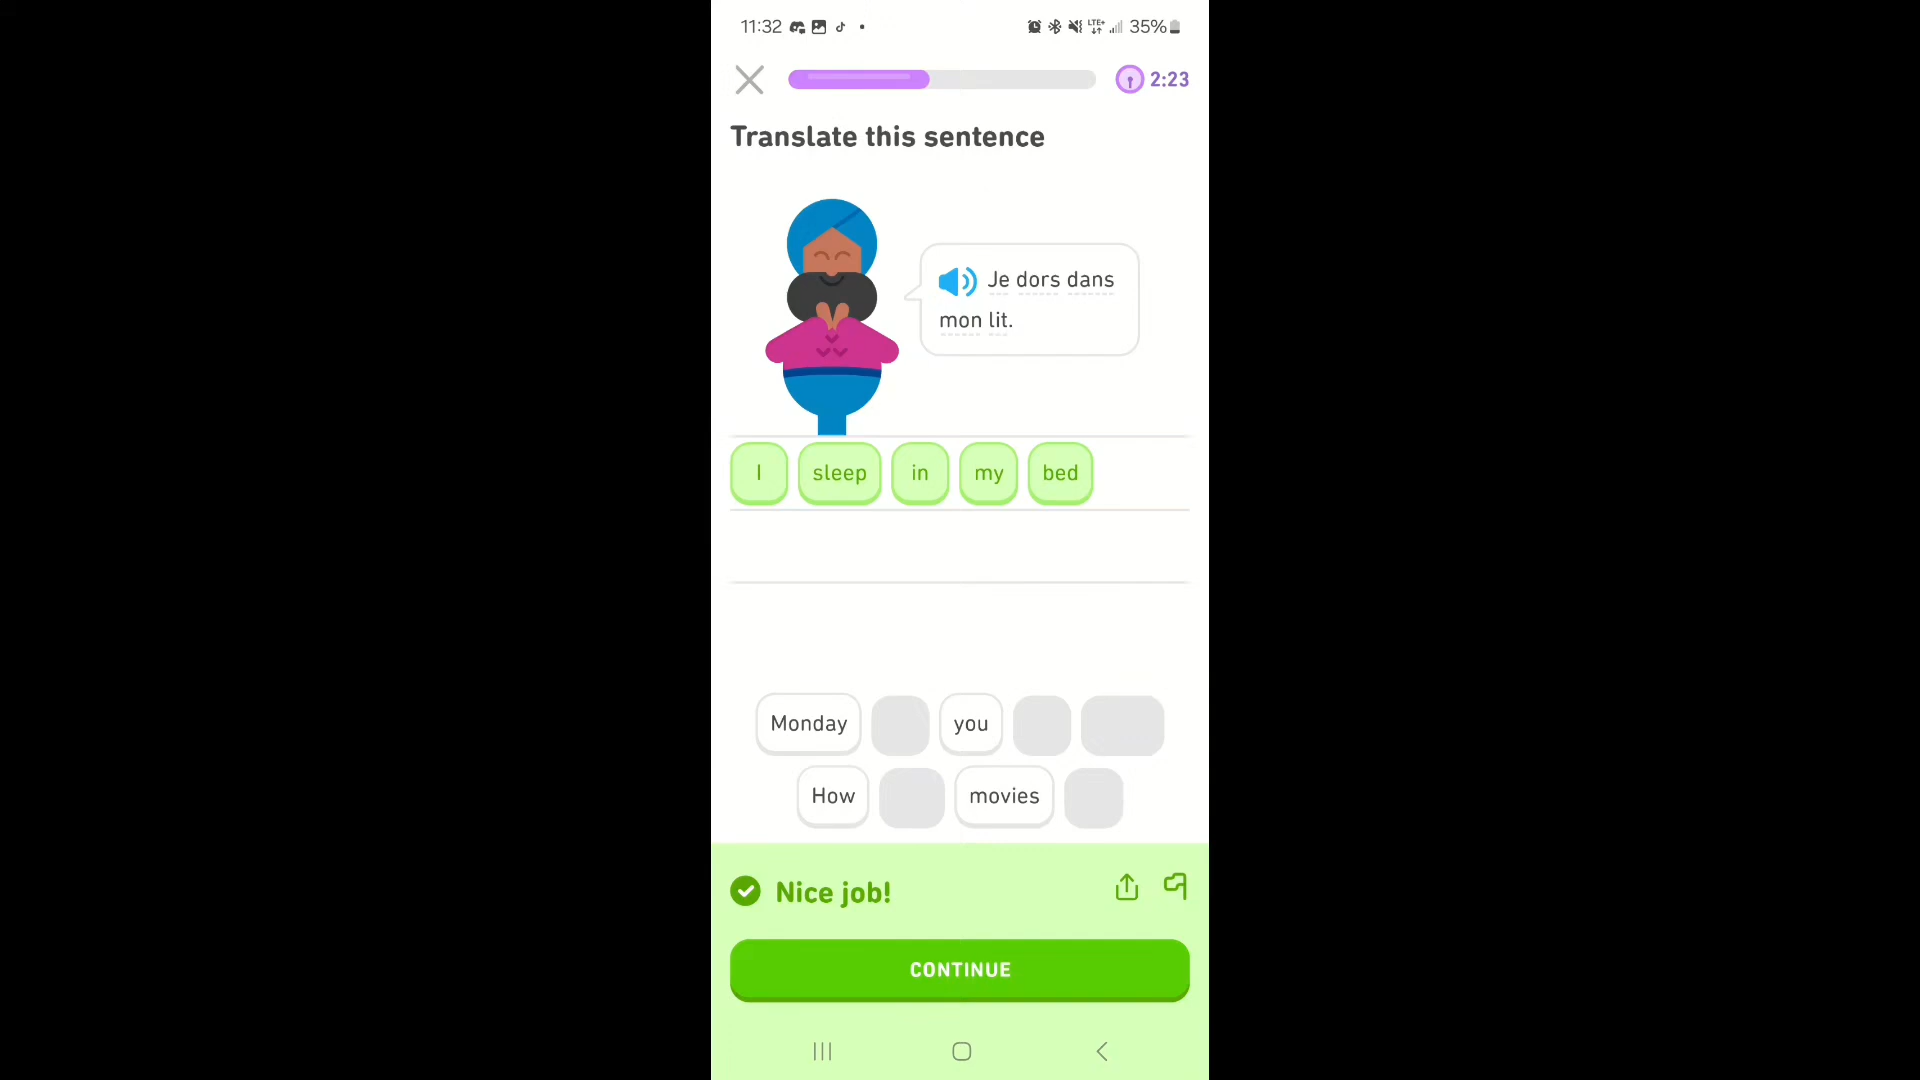 11:32 LTE+ 35%
2:23
Translate this sentence
Je dors dans
mon lit.
I sleep in my bed
Monday you
How movies
Nice job!
CONTINUE